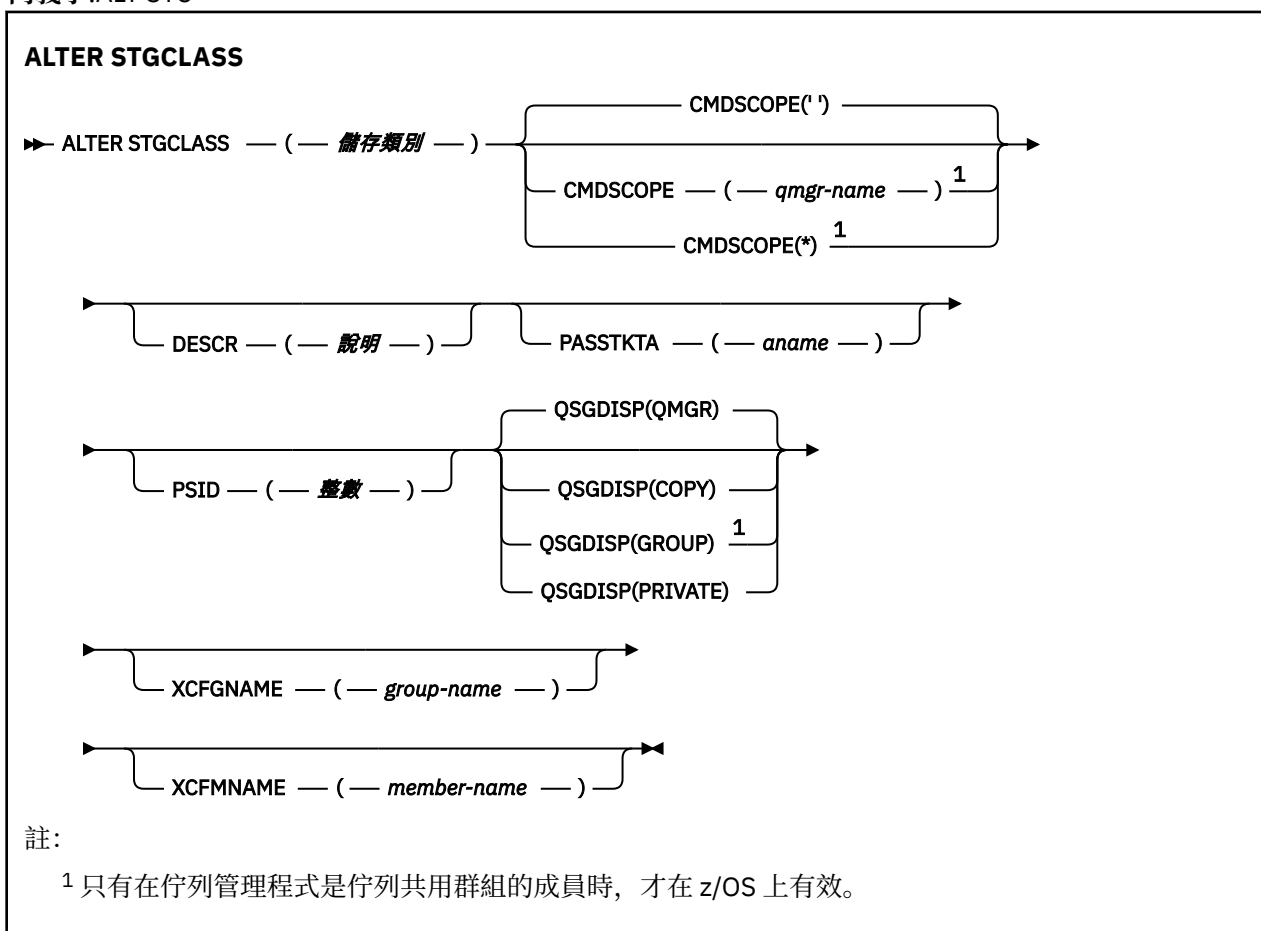 ALTER STGCLASS
CMDSCOPE(' ')
ALTER STGCLASS ( 儲存類別 )
CMDSCOPE ( qmgr-name ) 1
CMDSCOPE(*) 1
DESCR ( 說明 ) PASSTKTA ( aname )
QSGDISP(QMGR)
PSID ( 整數 ) QSGDISP(COPY)
QSGDISP(GROUP) 1
QSGDISP(PRIVATE)
XCFGNAME ( group-name )
XCFMNAME ( member-name )
註：
1 只有在佇列管理程式是佇列共用群組的成員時，才在 z/OS 上有效。